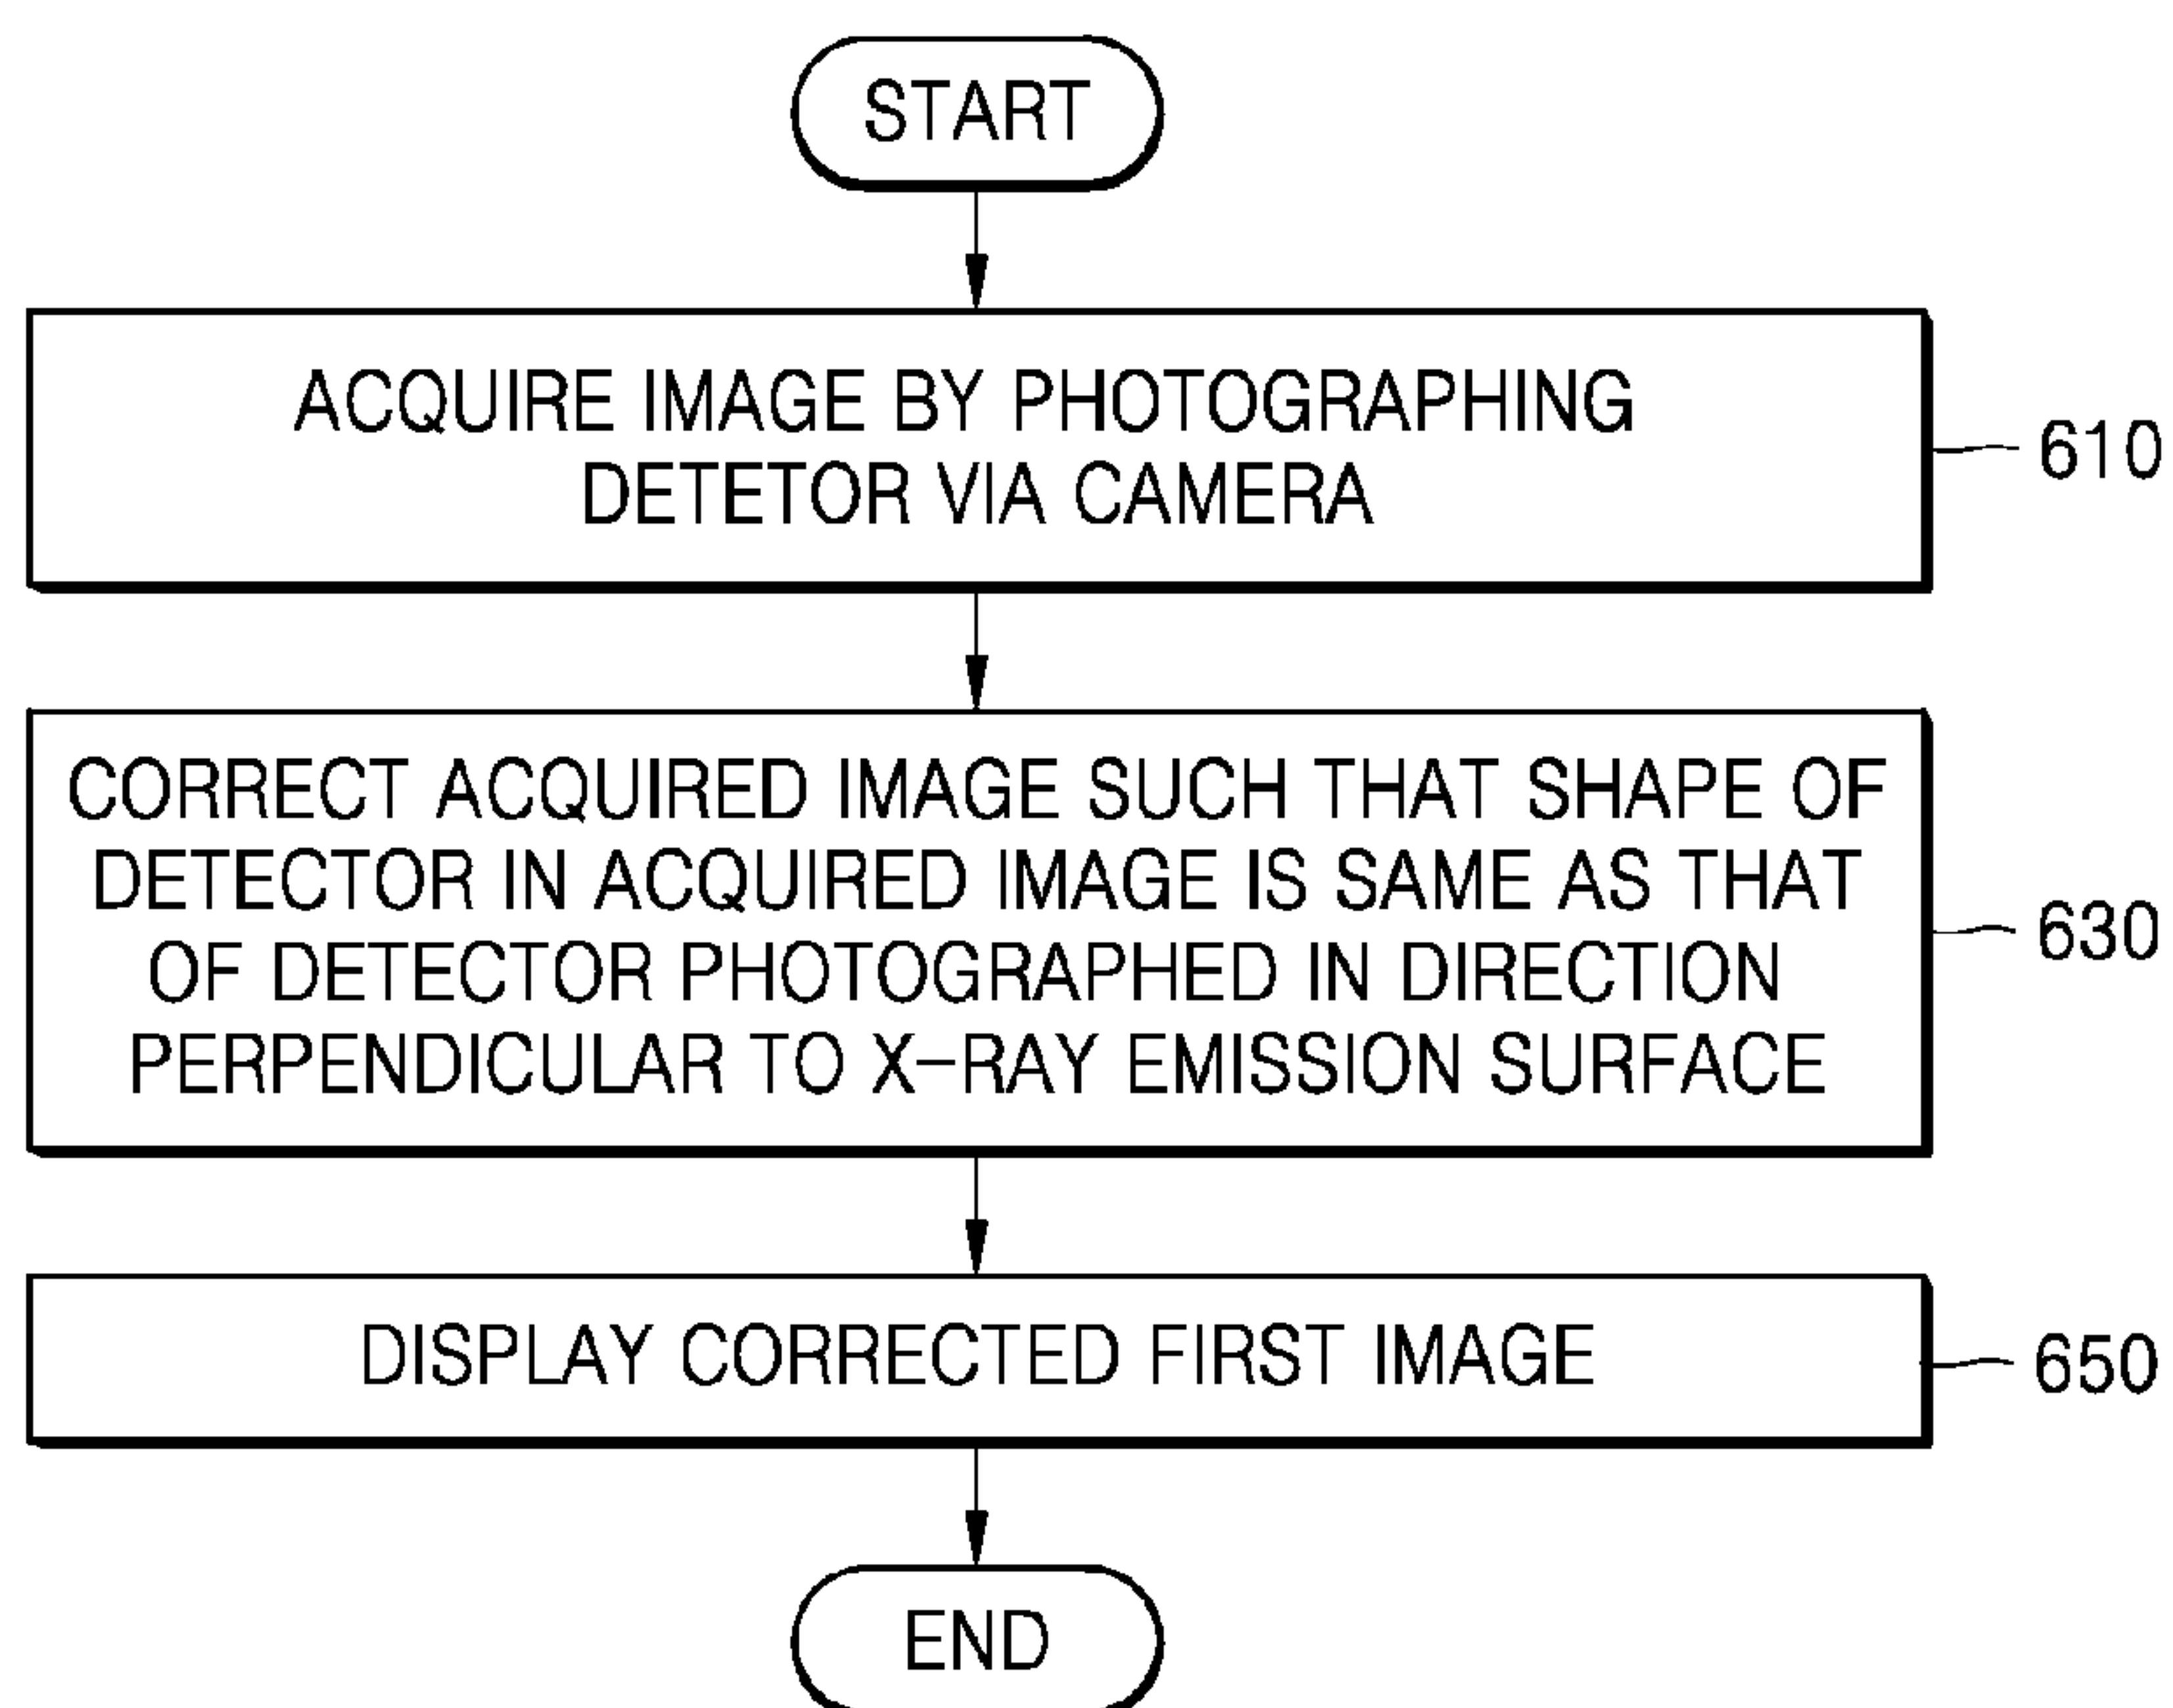 START
ACQUIRE IMAGE BY PHOTOGRAPHING
DETETOR VIA CAMERA
610
CORRECT ACQUIRED IMAGE SUCH THAT SHAPE OF
DETECTOR IN ACQUIRED IMAGE IS SAME AS THAT
OF DETECTOR PHOTOGRAPHED IN DIRECTION
PERPENDICULAR TO X-RAY EMISSION SURFACE
630
DISPLAY CORRECTED FIRST IMAGE
650
END